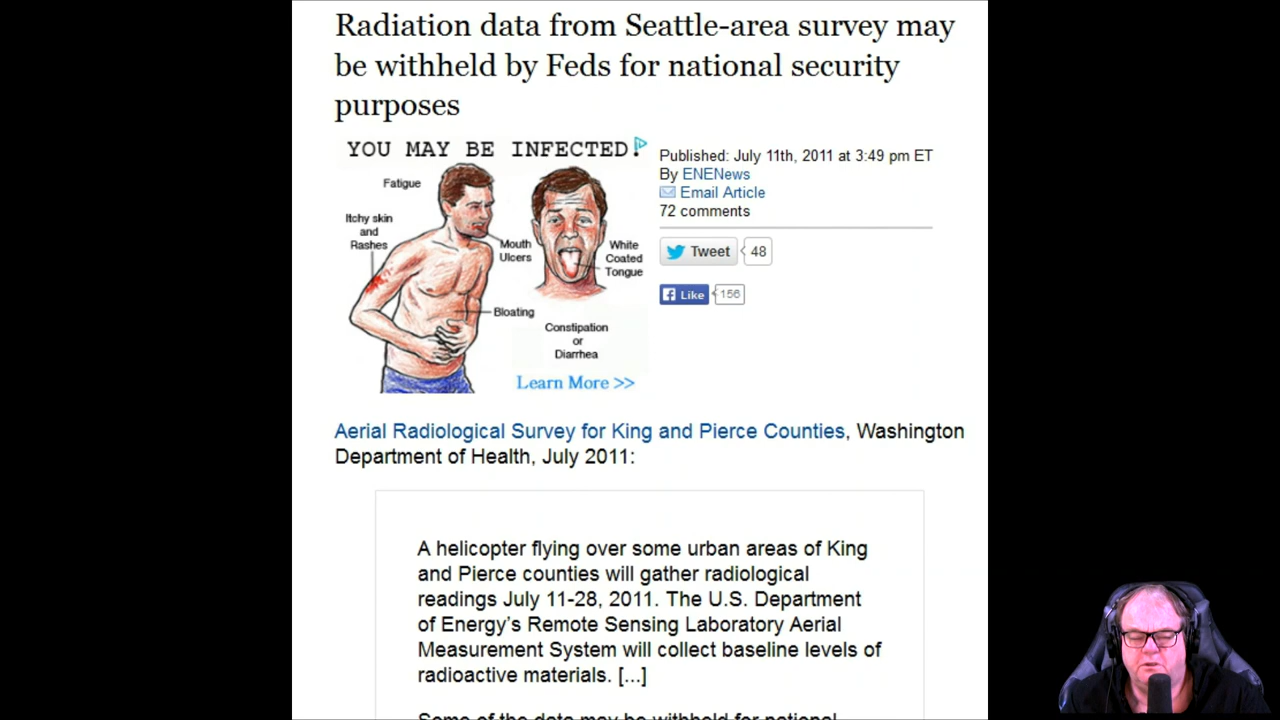 Radiation data from Seattle-area survey may
be withheld by Feds for national security
purposes
YOU MAY BE INFECTED!
Fatigue
Itchy skin
and
Rashes
Mouth
Ulcers
White
Coated
Tongue
Bloating
Constipation
or
Diarrhea
Learn More >>
Published: July 11th, 2011 at 3:49 pm ET
By ENENews
Email Article
72 comments
Tweet 48
Like 156
Aerial Radiological Survey for King and Pierce Counties, Washington
Department of Health, July 2011:
A helicopter flying over some urban areas of King
and Pierce counties will gather radiological
readings July 11-28, 2011. The U.S. Department
of Energy's Remote Sensing Laboratory Aerial
Measurement System will collect baseline levels of
radioactive materials. [...]
Some of the data may be withheld for national